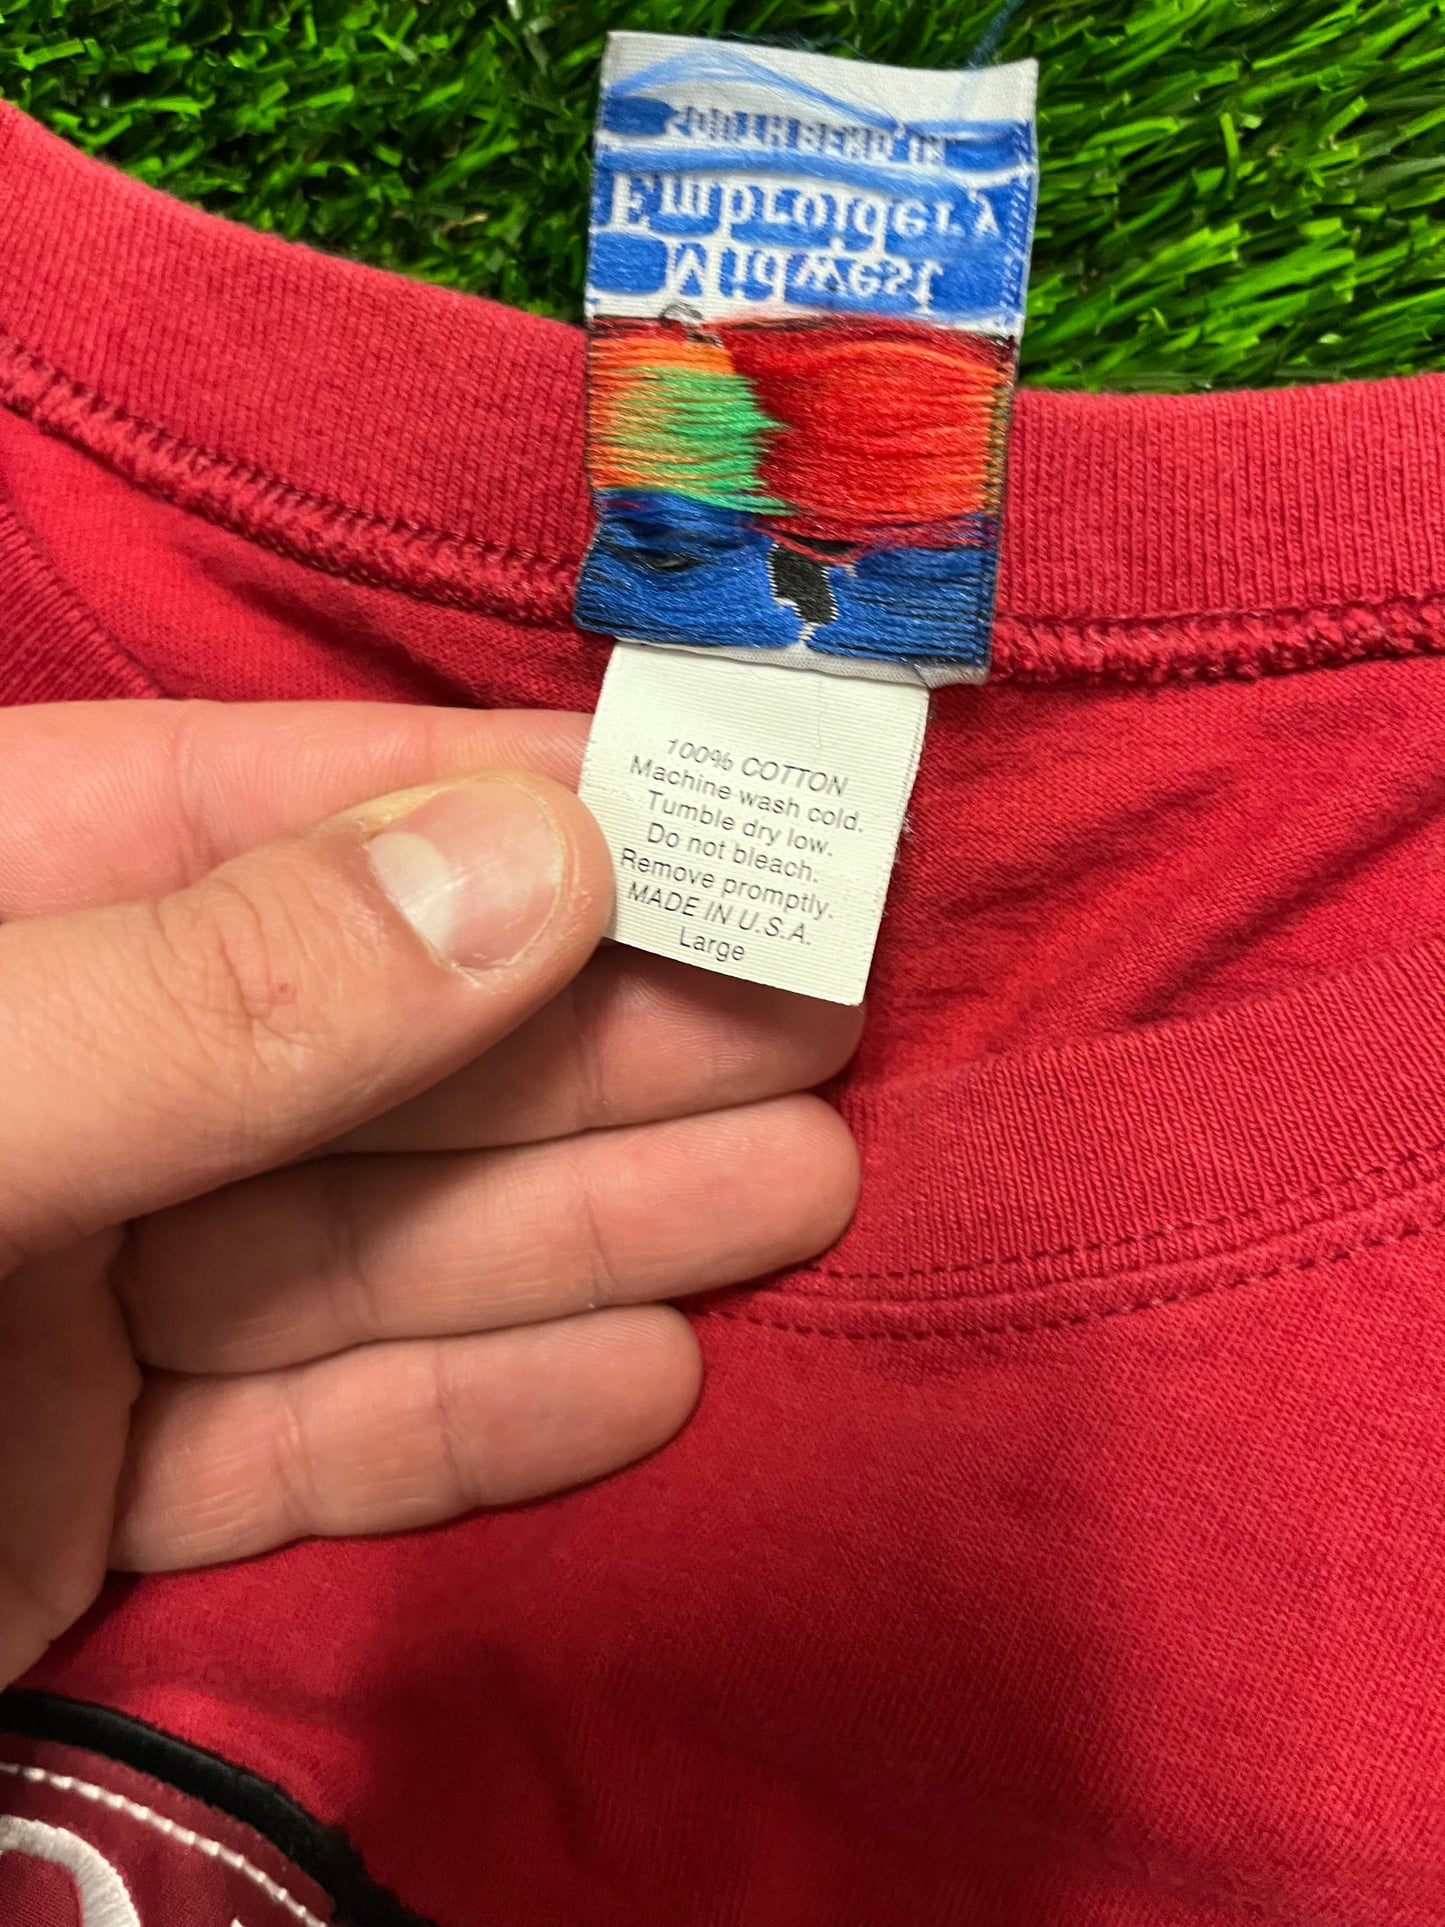 Midwest
Embroidery
SOUTH BEND IN
100% COTTON
Machine wash cold.
Tumble dry low.
Do not bleach.
Remove promptly.
MADE IN U.S.A.
Large